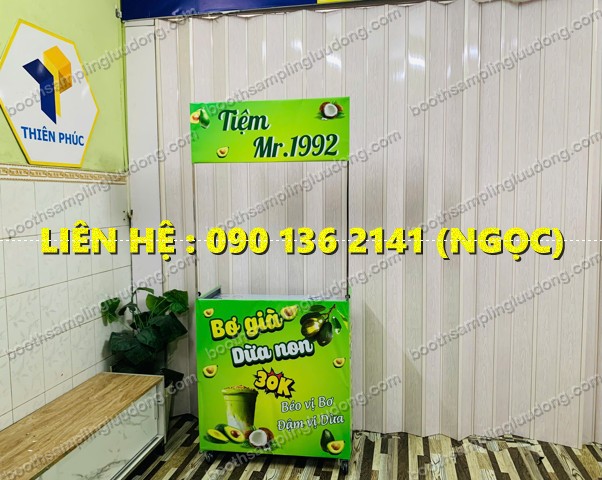 THIÊN PHÚC
Tiệm
Mr.1992
LIÊN HỆ : 090 136 2141 (NGỌC)
Bơ già
Dừa non
30K
Béo vị Bơ
Đậm vị Dừa
boothsamplingluudong.com